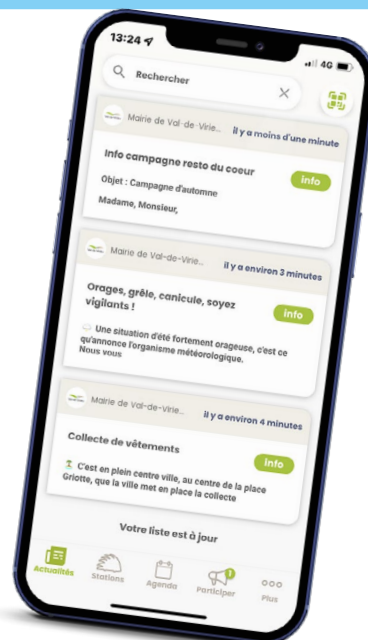 13:24
4G
Rechercher
Mairie de Val-de-Virie... il y a moins d'une minute
Info campagne resto du coeur
info
Objet : Campagne d'automne
Madame, Monsieur,
Mairie de Val-de-Virie... il y a environ 3 minutes
Orages, grêle, canicule, soyez
vigilants !
info
Une situation d'été fortement orageuse, c'est ce
qu'annonce l'organisme météorologique.
Nous vous
Mairie de Val-de-Virie... il y a environ 4 minutes
Collecte de vêtements
info
C'est en plein centre ville, au centre de la place
Griotte, que la ville met en place la collecte
Votre liste est à jour
Actualités Stations Agenda Participer Plus
1